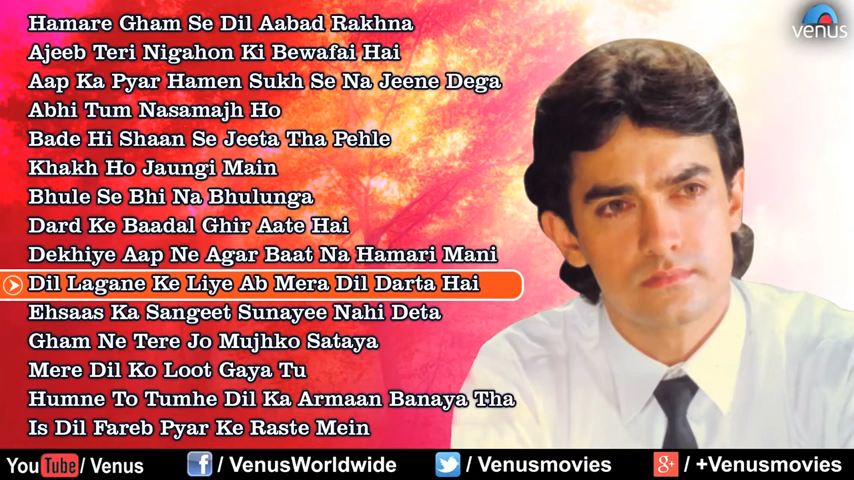 Hamare Gham Se Dil Aabad Rakhna
Ajeeb Teri Nigahon Ki Bewafai Hai
Aap Ka Pyar Hamen Sukh Se Na Jeene Dega
Abhi Tum Nasamajh Ho
Bade Hi Shaan Se Jeeta Tha Pehle
Khakh Ho Jaungi Main
Bhule Se Bhi Na Bhulunga
Dard Ke Baadal Ghir Aate Hai
Dekhiye Aap Ne Agar Baat Na Hamari Mani
Dil Lagane Ke Liye Ab Mera Dil Darta Hai
Ehsaas Ka Sangeet Sunayee Nahi Deta
Gham Ne Tere Jo Mujhko Sataya
Mere Dil Ko Loot Gaya Tu
Humne To Tumhe Dil Ka Armaan Banaya Tha
Is Dil Fareb Pyar Ke Raste Mein
venus
You Tube / Venus f / VenusWorldwide / Venusmovies g+ / +Venusmovies